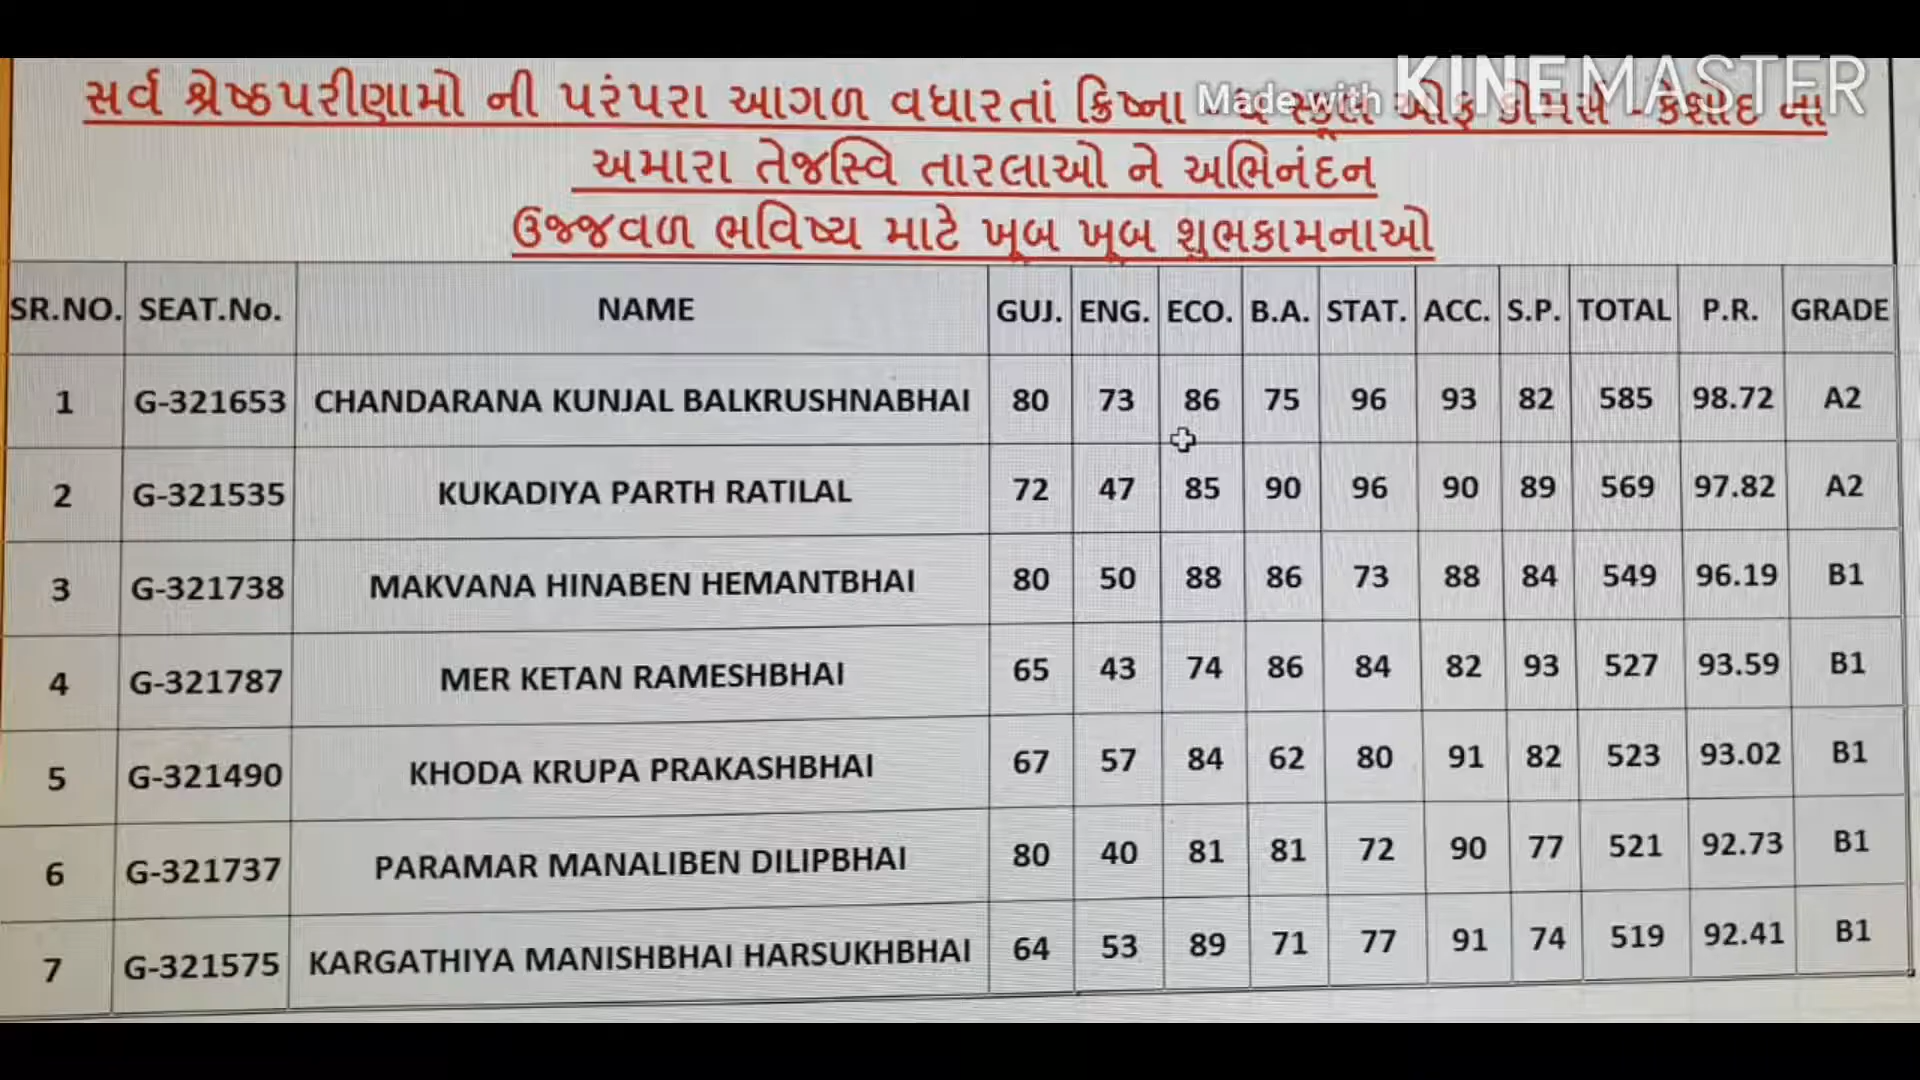 Made with KINEMASTER
સર્વ શ્રેષ્ઠપરીણામો ની પરંપરા આગળ વધારતાં ક્રિષ્ના - ધ સ્કૂલ ઓફ કોમર્સ - કેશોદ ના
અમારા તેજસ્વિ તારલાઓ ને અભિનંદન
ઉજ્જવળ ભવિષ્ય માટે ખૂબ ખૂબ શુભકામનાઓ
SR.NO. SEAT.No. NAME GUJ. ENG. ECO. B.A. STAT. ACC. S.P. TOTAL P.R. GRADE
1 G-321653 CHANDARANA KUNJAL BALKRUSHNABHAI 80 73 86 75 96 93 82 585 98.72 A2
2 G-321535 KUKADIYA PARTH RATILAL 72 47 85 90 96 90 89 569 97.82 A2
3 G-321738 MAKVANA HINABEN HEMANTBHAI 80 50 88 86 73 88 84 549 96.19 B1
4 G-321787 MER KETAN RAMESHBHAI 65 43 74 86 84 82 93 527 93.59 B1
5 G-321490 KHODA KRUPA PRAKASHBHAI 67 57 84 62 80 91 82 523 93.02 B1
6 G-321737 PARAMAR MANALIBEN DILIPBHAI 80 40 81 81 72 90 77 521 92.73 B1
7 G-321575 KARGATHIYA MANISHBHAI HARSUKHBHAI 64 53 89 71 77 91 74 519 92.41 B1